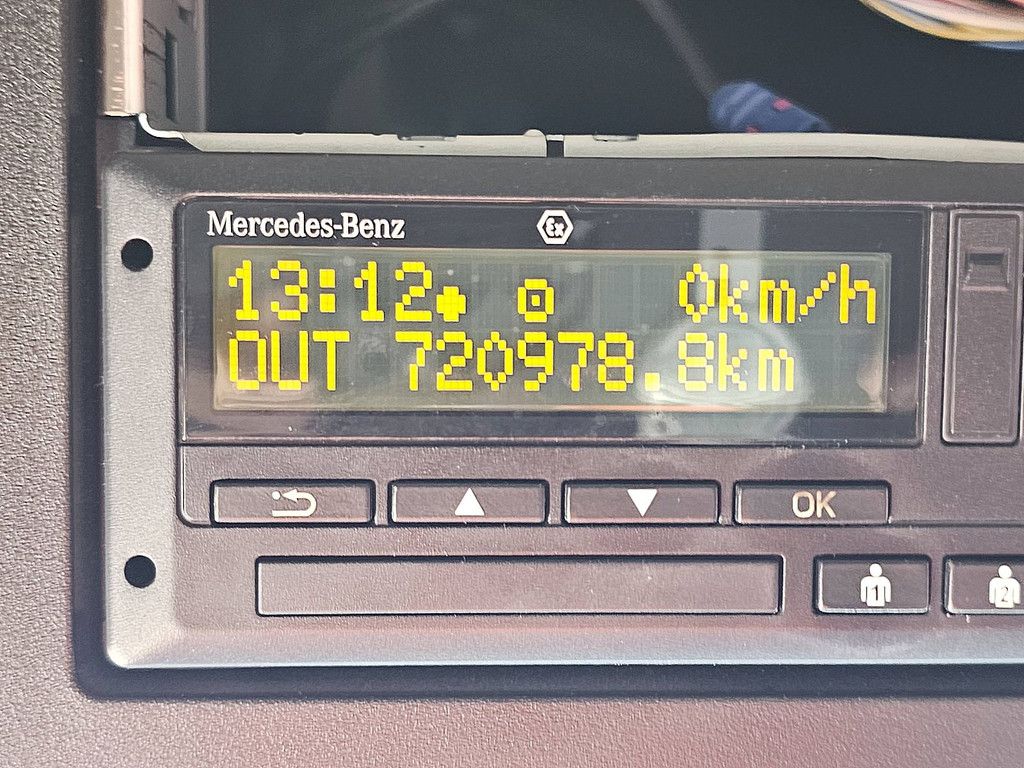 Mercedes-Benz
Ex
13:12 0km/h
OUT 720978.8km
OK
1
2